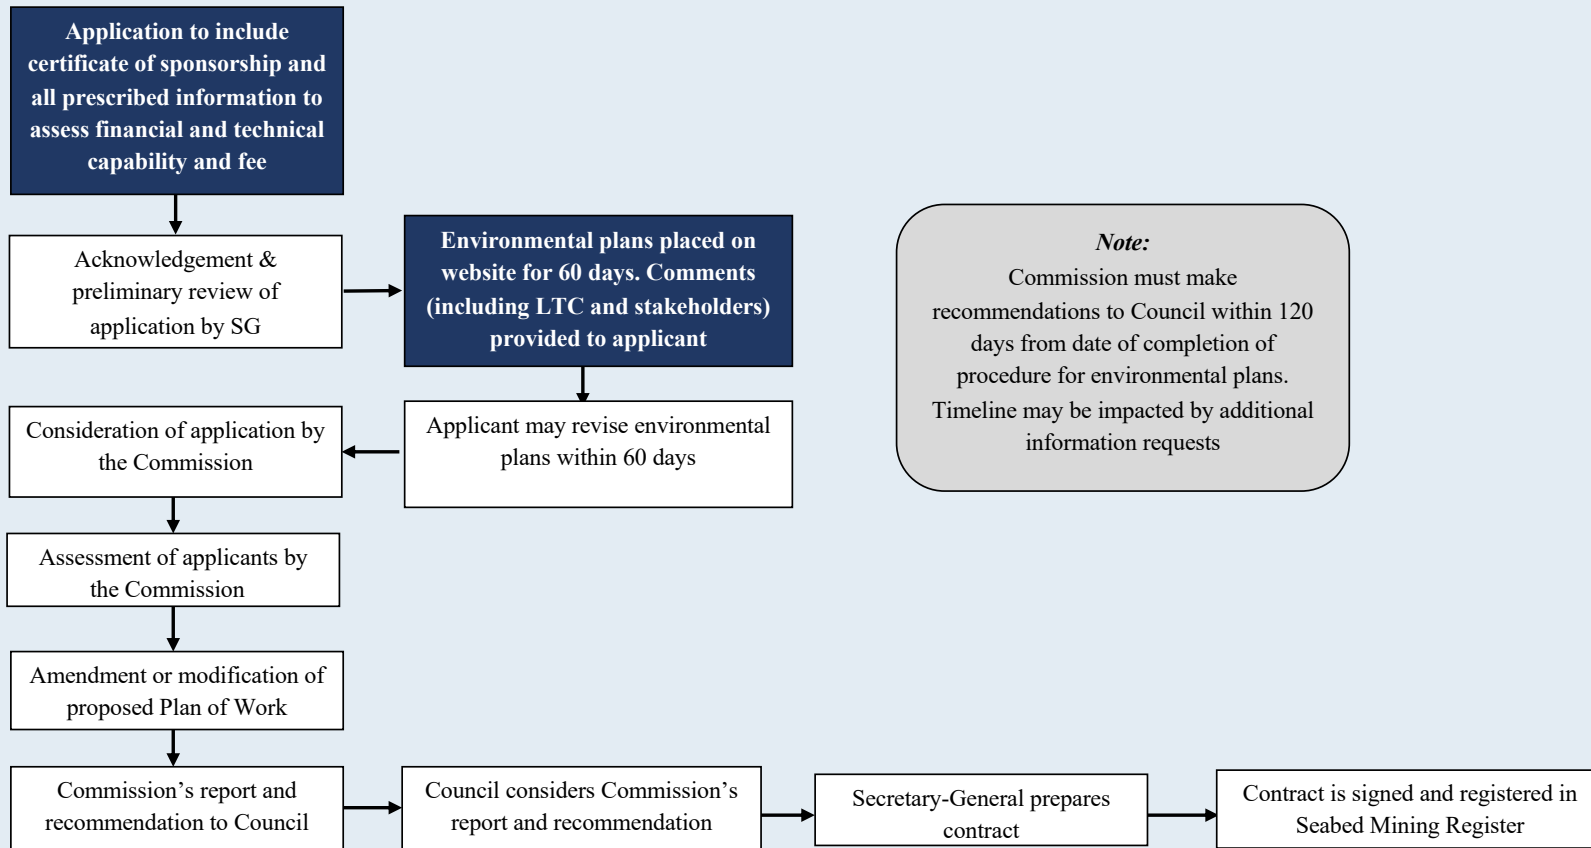 Application to include
certificate of sponsorship and
all prescribed information to
assess financial and technical
capability and fee
Acknowledgement &
preliminary review of
application by SG
Environmental plans placed on
website for 60 days. Comments
(including LTC and stakeholders)
provided to applicant
Note:
Commission must make
recommendations to Council within 120
days from date of completion of
procedure for environmental plans.
Timeline may be impacted by additional
information requests
Applicant may revise environmental
plans within 60 days
Consideration of application by
the Commission
Assessment of applicants by
the Commission
Amendment or modification of
proposed Plan of Work
Commission’s report and
recommendation to Council
Council considers Commission’s
report and recommendation
Secretary-General prepares
contract
Contract is signed and registered in
Seabed Mining Register